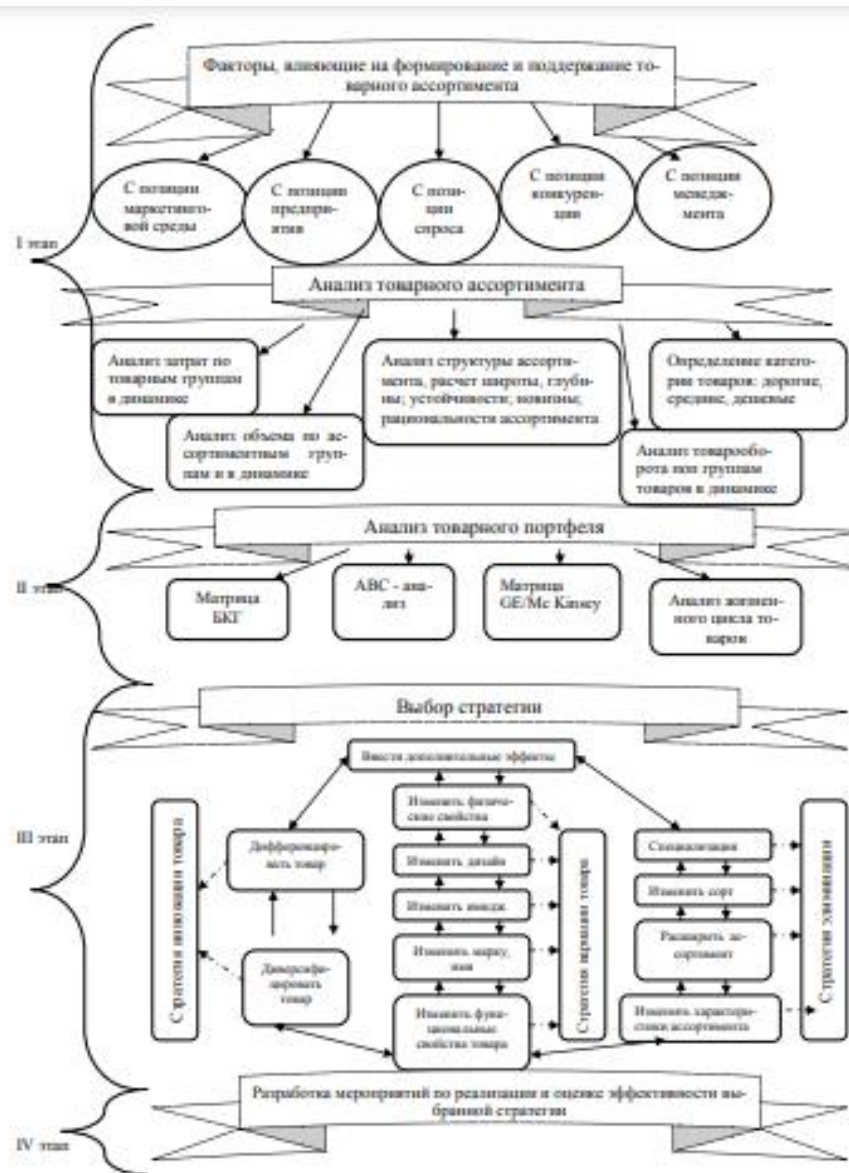 Факторы, влияющие на формирование и поддержание то-
варного ассортимента
С позиции
маркетинго-
вой среды
С позиции
предпри-
ятия
С пози-
ции
спроса
С позиции
конкурен-
ции
С позиции
менедж-
мента
I этап
Анализ товарного ассортимента
Анализ затрат по
товарным группам
в динамике
Анализ структуры ассорти-
мента, расчет широты, глуби-
ны; устойчивости; новизны;
рациональности ассортимента
Определение катего-
рии товаров: дорогие,
средние, дешевые
Анализ объема по ас-
сортиментным груп-
пам и в динамике
Анализ товарообо-
рота поп группам
товаров в динамике
Анализ товарного портфеля
II этап
Матрица
БКГ
АВС - ана-
лиз
Матрица
GE/Mc Kinsey
Анализ жизнен-
ного цикла то-
варов
Выбор стратегии
Ввести дополнительные эффекты
III этап
Стратегия инновации товара
Дифференциро-
вать товар
Диверсифи-
цировать
товар
Изменить физиче-
ские свойства
Изменить дизайн
Изменить имидж
Изменить марку,
имя
Изменить функ-
циональные
свойства товара
Стратегия вариации товара
Специализация
Изменить сорт
Расширить ас-
сортимент
Изменить характери-
стики ассортимента
Стратегия элиминации
Разработка мероприятий по реализации и оценке эффективности вы-
бранной стратегии
IV этап